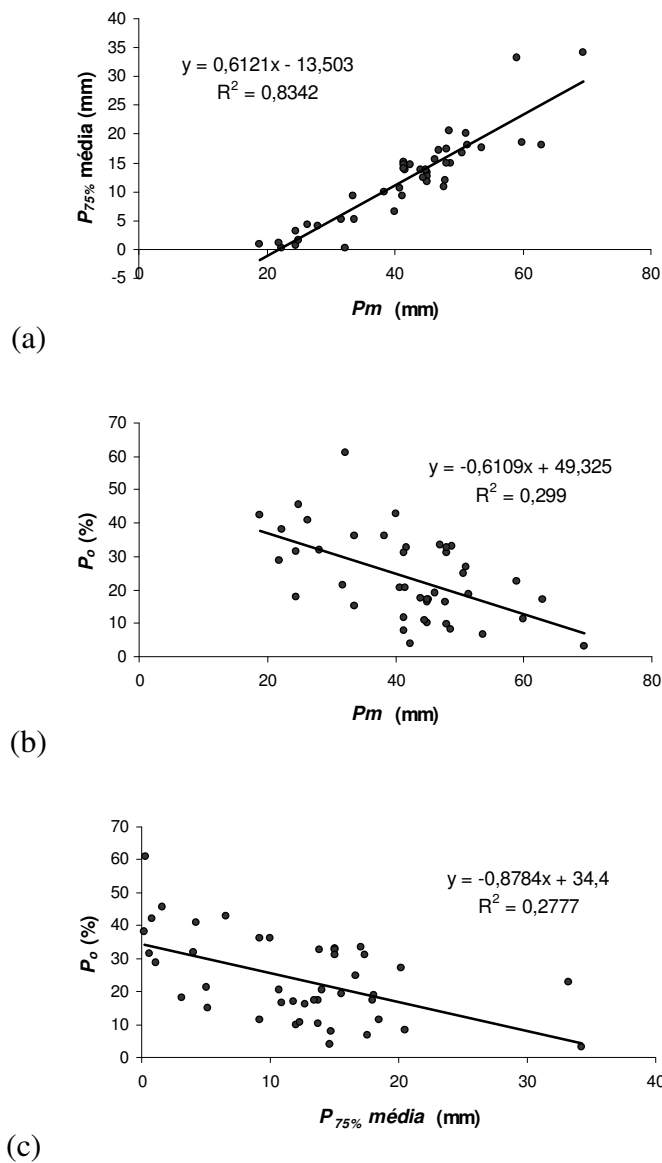 y = 0,6121x - 13,503
R² = 0,8342
P75% média (mm)
40
35
30
25
20
15
10
5
0
-5
0 20 40 60 80
Pm (mm)
(a)
y = -0,6109x + 49,325
R² = 0,299
Po (%)
70
60
50
40
30
20
10
0
0 20 40 60 80
Pm (mm)
(b)
y = -0,8784x + 34,4
R² = 0,2777
Po (%)
70
60
50
40
30
20
10
0
0 10 20 30 40
P75% média (mm)
(c)